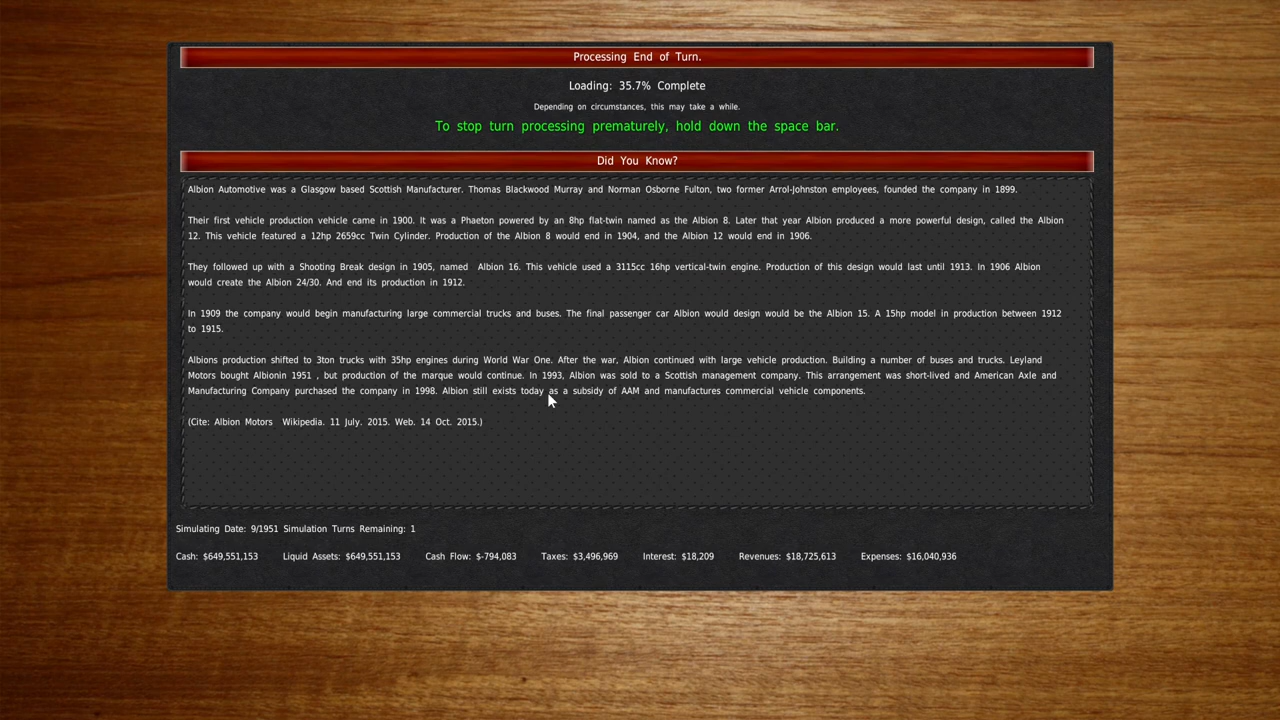 Processing End of Turn.
Loading: 35.7% Complete
Depending on circumstances, this may take a while.
To stop turn processing prematurely, hold down the space bar.
Did You Know?
Albion Automotive was a Glasgow based Scottish Manufacturer. Thomas Blackwood Murray and Norman Osborne Fulton, two former Arrol-Johnston employees, founded the company in 1899.
Their first vehicle production vehicle came in 1900. It was a Phaeton powered by an 8hp flat-twin named as the Albion 8. Later that year Albion produced a more powerful design, called the Albion
12. This vehicle featured a 12hp 2659cc Twin Cylinder. Production of the Albion 8 would end in 1904, and the Albion 12 would end in 1906.
They followed up with a Shooting Break design in 1905, named  Albion 16. This vehicle used a 3115cc 16hp vertical-twin engine. Production of this design would last until 1913. In 1906 Albion
would create the Albion 24/30. And end its production in 1912.
In 1909 the company would begin manufacturing large commercial trucks and buses. The final passenger car Albion would design would be the Albion 15. A 15hp model in production between 1912
to 1915.
Albions production shifted to 3ton trucks with 35hp engines during World War One. After the war, Albion continued with large vehicle production. Building a number of buses and trucks. Leyland
Motors bought Albionin 1951 , but production of the marque would continue. In 1993, Albion was sold to a Scottish management company. This arrangement was short-lived and American Axle and
Manufacturing Company purchased the company in 1998. Albion still exists today as a subsidy of AAM and manufactures commercial vehicle components.
(Cite: Albion Motors  Wikipedia. 11 July. 2015. Web. 14 Oct. 2015.)
Simulating Date: 9/1951 Simulation Turns Remaining: 1
Cash: $649,551,153 Liquid Assets: $649,551,153 Cash Flow: $-794,083 Taxes: $3,496,969 Interest: $18,209 Revenues: $18,725,613 Expenses: $16,040,936